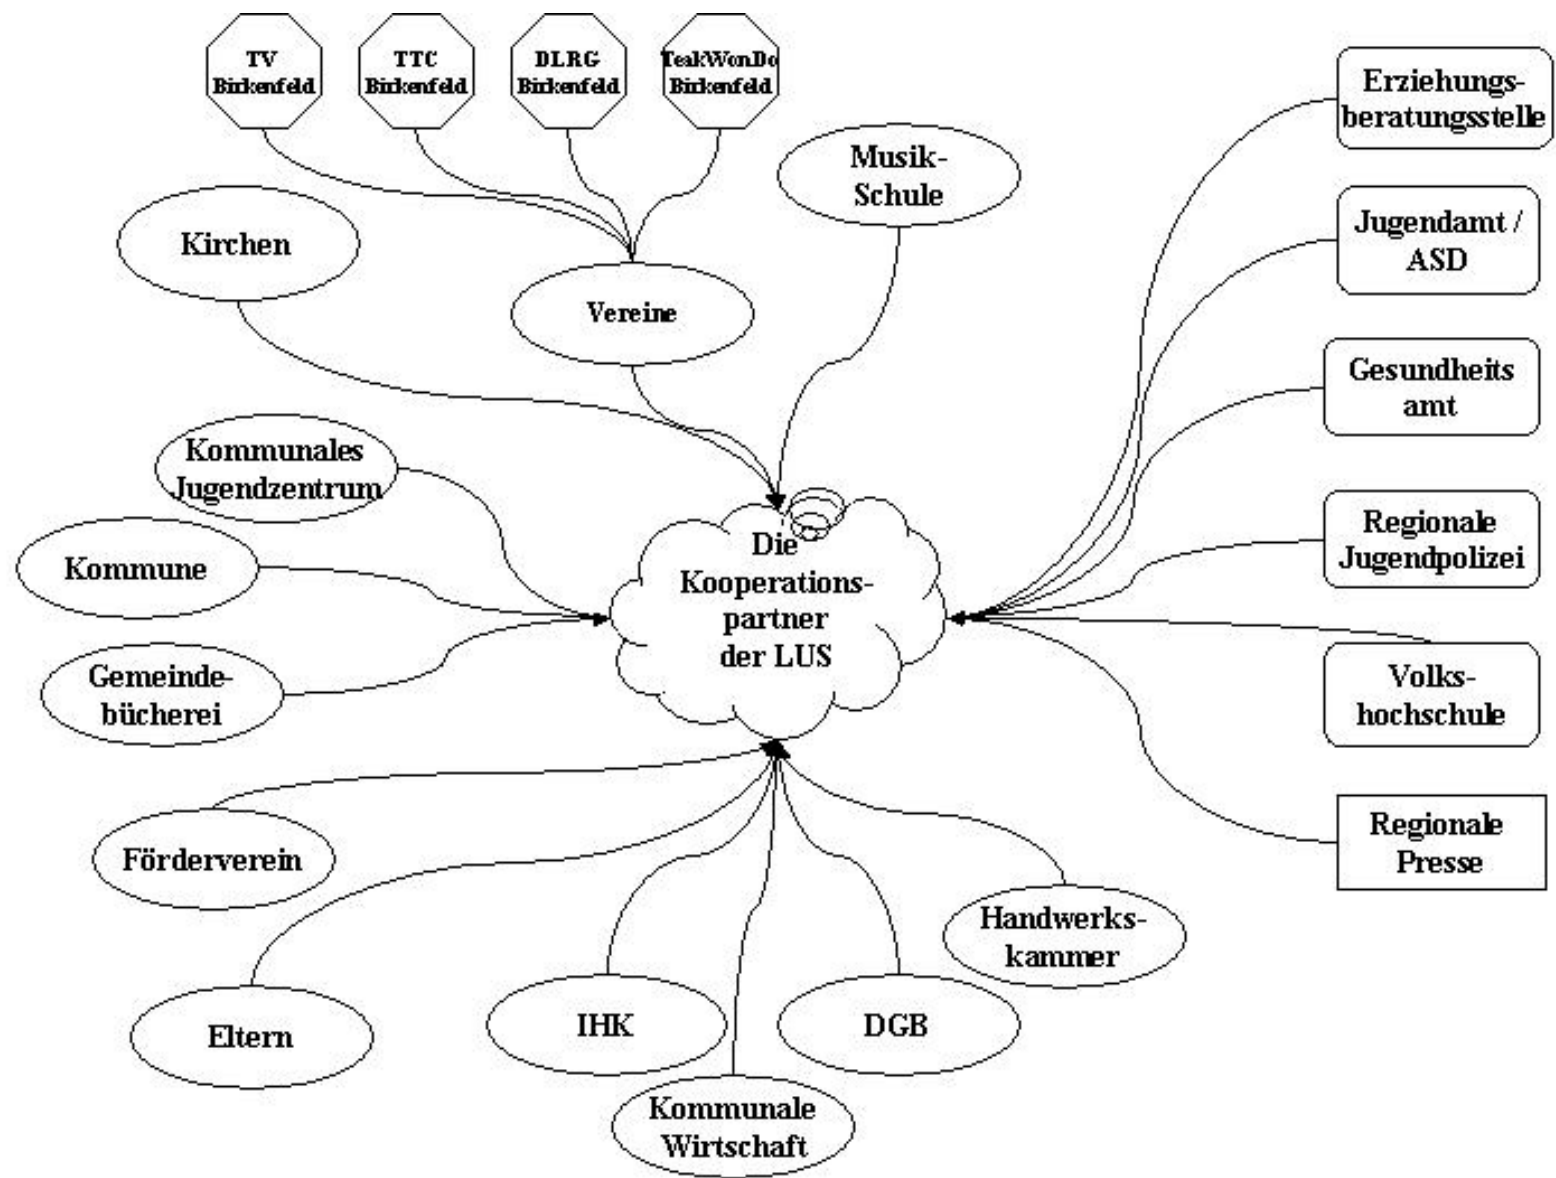 TV
Birkenfeld
TTC
Birkenfeld
DLRG
Birkenfeld
TeakWonDo
Birkenfeld
Erziehungs-
beratungsstelle
Musik-
Schule
Jugendamt /
ASD
Kirchen
Vereine
Gesundheits
amt
Kommunales
Jugendzentrum
Regionale
Jugendpolizei
Kommune
Die
Kooperations-
partner
der LUS
Gemeinde-
bücherei
Volks-
hochschule
Förderverein
Regionale
Presse
Handwerks-
kammer
Eltern
IHK
DGB
Kommunale
Wirtschaft